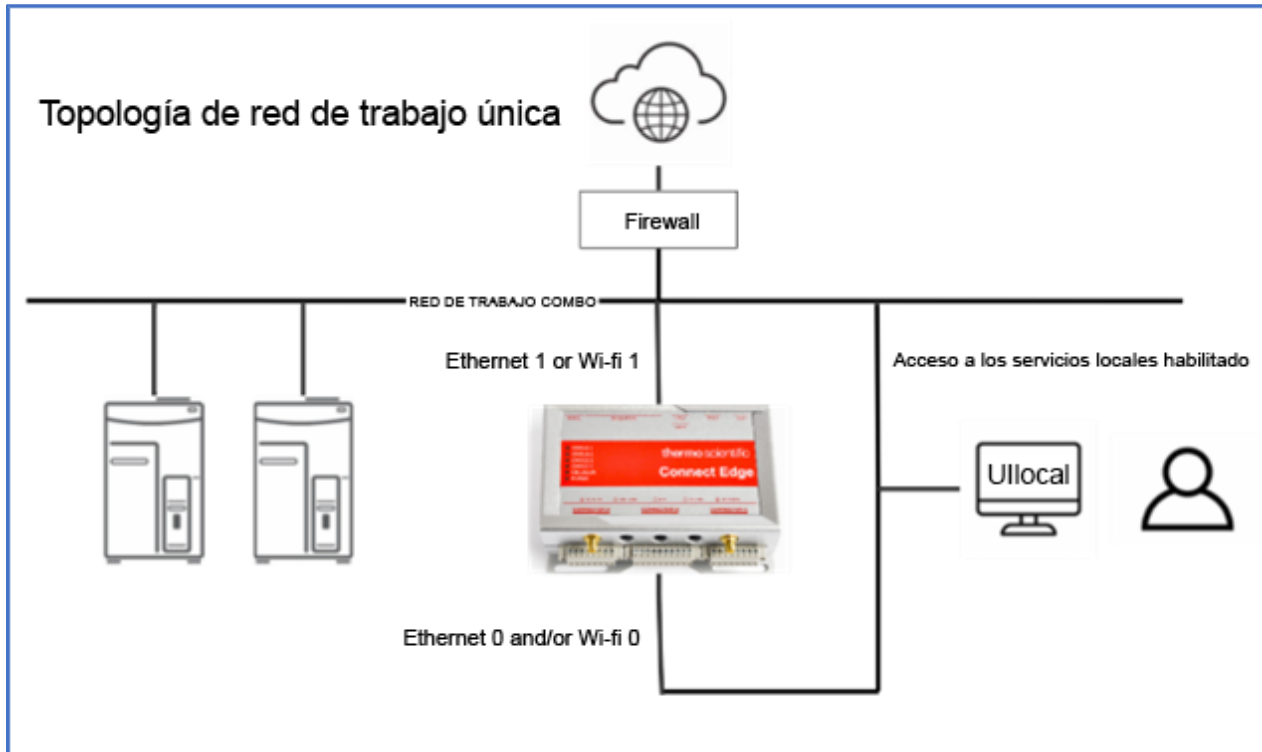 Topología de red de trabajo única
Firewall
RED DE TRABAJO COMBO
Ethernet 1 or Wi-fi 1
Acceso a los servicios locales habilitado
thermo scientific
Connect Edge
UIlocal
Ethernet 0 and/or Wi-fi 0